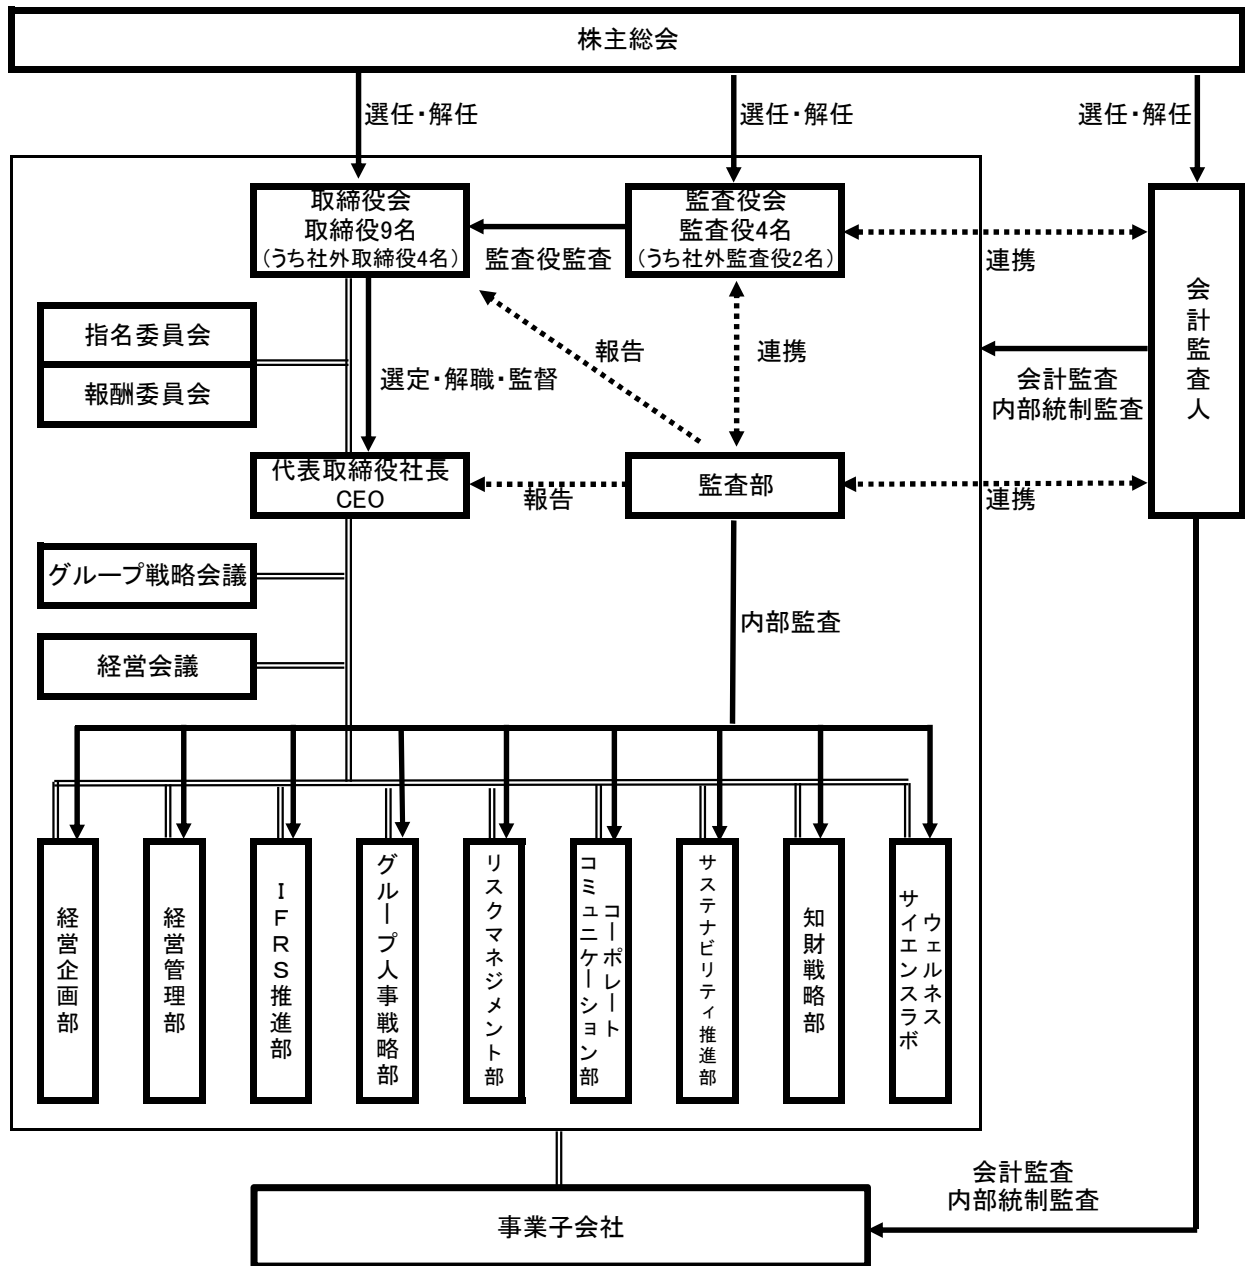 株主総会
選任・解任
選任・解任
選任・解任
取締役会
取締役9名
(うち社外取締役4名)
監査役監査
監査役会
監査役4名
(うち社外監査役2名)
連携
会計監査人
指名委員会
報酬委員会
選定・解職・監督
報告
連携
会計監査
内部統制監査
代表取締役社長
CEO
報告
監査部
連携
グループ戦略会議
内部監査
経営会議
経営企画部
経営管理部
IFRS推進部
グループ人事戦略部
リスクマネジメント部
コーポレート
コミュニケーション部
サステナビリティ推進部
知財戦略部
ウェルネス
サイエンスラボ
会計監査
内部統制監査
事業子会社